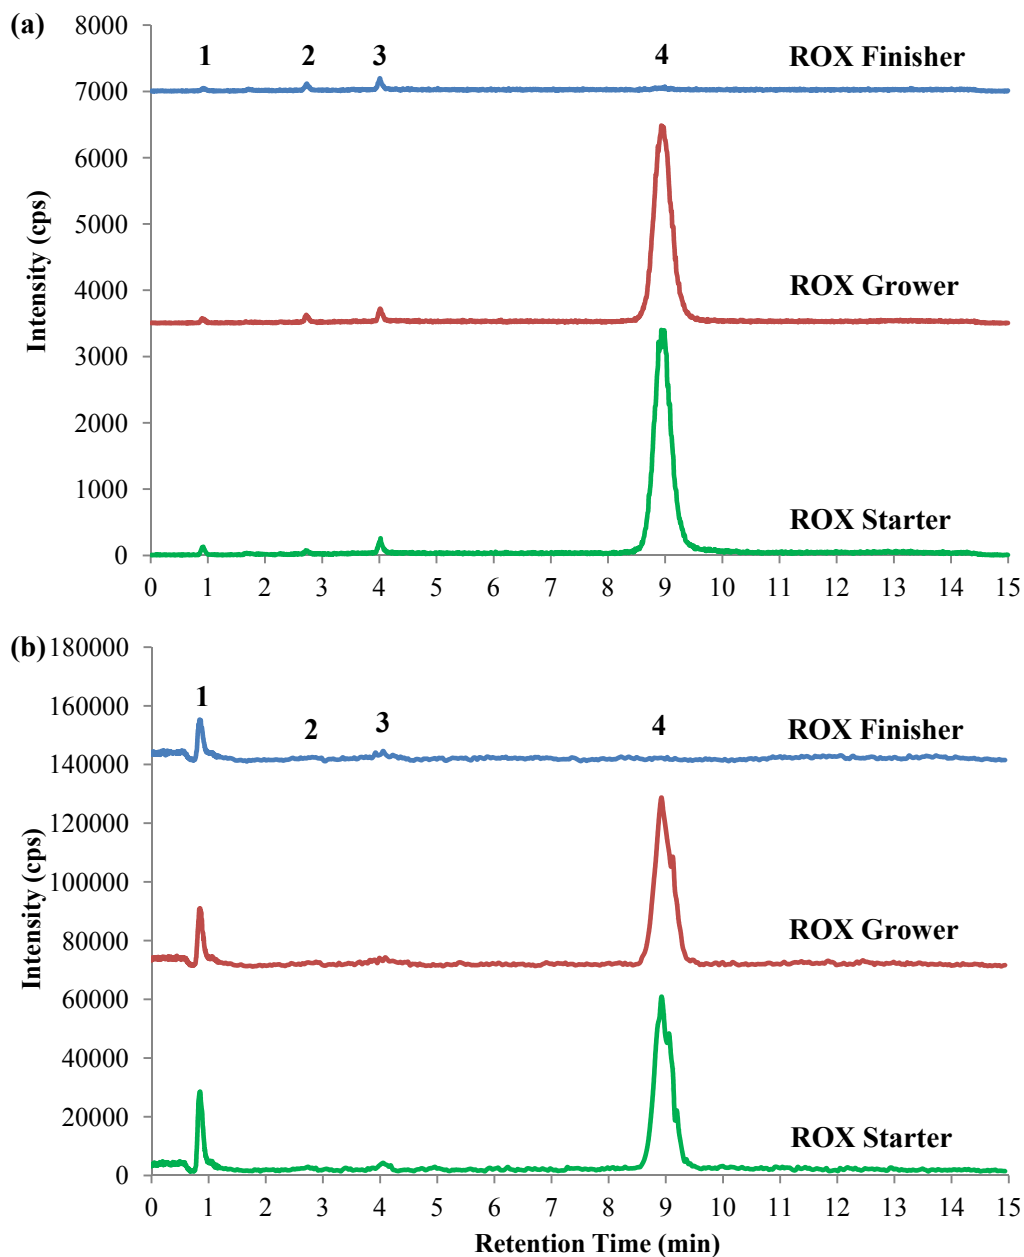 (a)
8000
7000
6000
5000
4000
3000
2000
1000
0
Intensity (cps)
1 2 3 4
ROX Finisher
ROX Grower
ROX Starter
0 1 2 3 4 5 6 7 8 9 10 11 12 13 14 15
(b)
180000
160000
140000
120000
100000
80000
60000
40000
20000
0
Intensity (cps)
1 2 3 4
ROX Finisher
ROX Grower
ROX Starter
0 1 2 3 4 5 6 7 8 9 10 11 12 13 14 15
Retention Time (min)